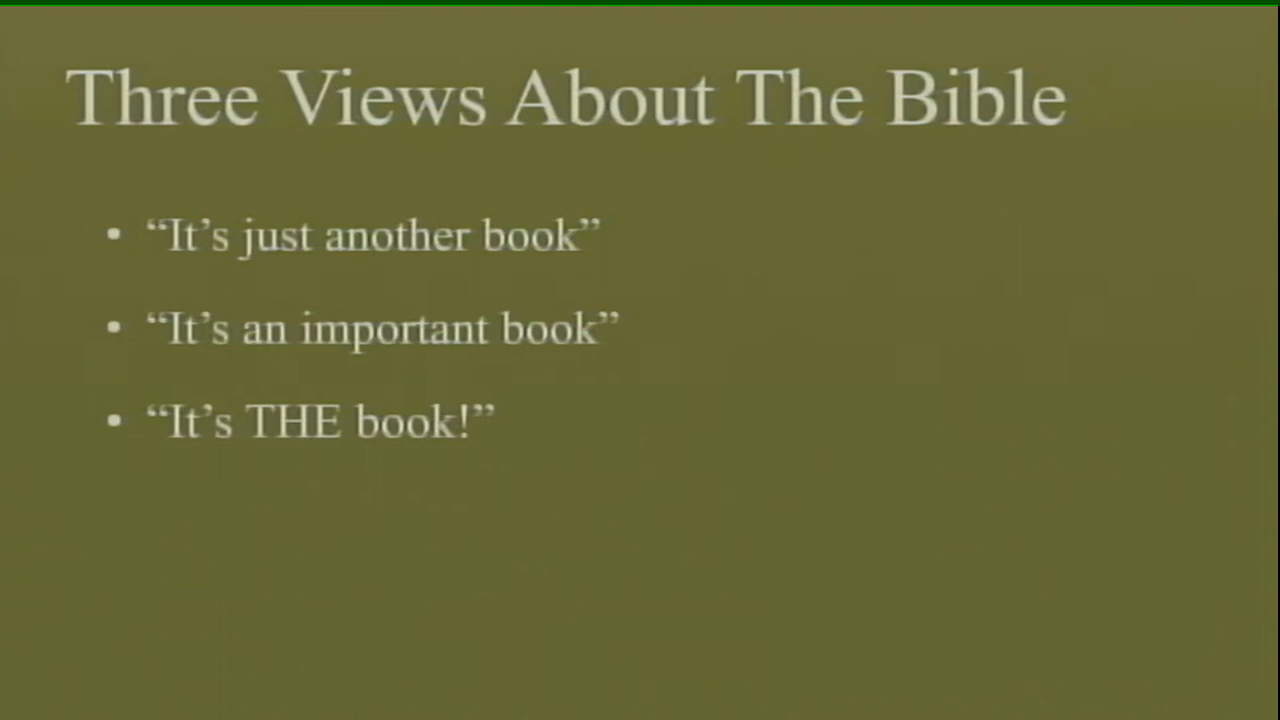 Three Views About The Bible
• “It’s just another book”
• “It’s an important book”
• “It’s THE book!”